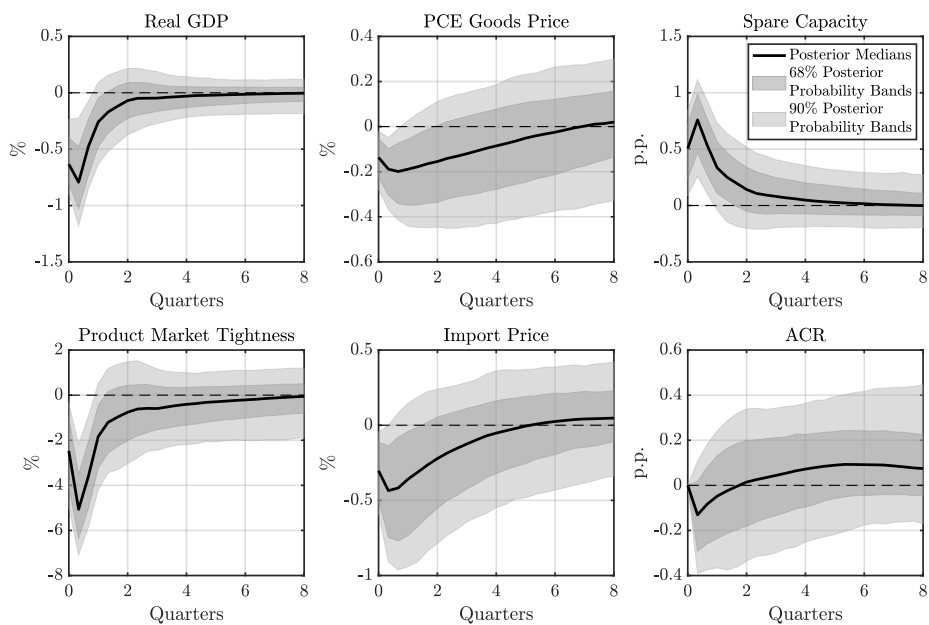 Real GDP
0.5
0
-0.5
-1
-1.5
%
0 2 4 6 8
Quarters
PCE Goods Price
0.4
0.2
0
-0.2
-0.4
-0.6
%
0 2 4 6 8
Quarters
Spare Capacity
1.5
1
0.5
0
-0.5
p.p.
0 2 4 6 8
Quarters
Posterior Medians
68% Posterior
Probability Bands
90% Posterior
Probability Bands
Product Market Tightness
2
0
-2
-4
-6
-8
%
0 2 4 6 8
Quarters
Import Price
0.5
0
-0.5
-1
%
0 2 4 6 8
Quarters
ACR
0.6
0.4
0.2
0
-0.2
-0.4
p.p.
0 2 4 6 8
Quarters